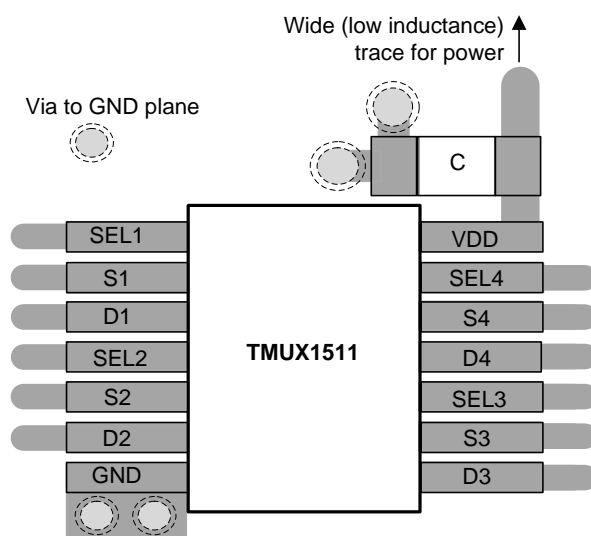 Wide (low inductance)
trace for power
Via to GND plane
C
SEL1
S1
D1
SEL2
S2
D2
GND
TMUX1511
VDD
SEL4
S4
D4
SEL3
S3
D3